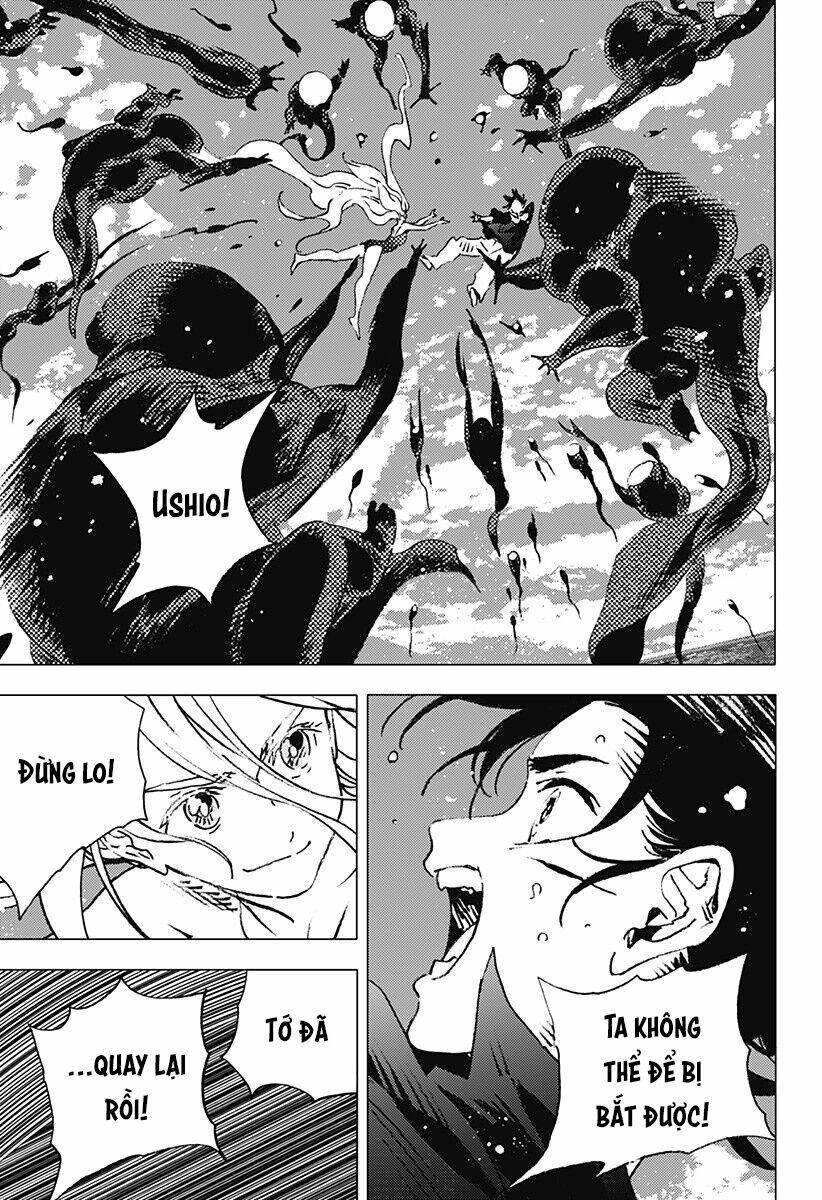 USHIO!
TA KHÔNG
THỂ ĐỂ BỊ
BẮT ĐƯỢC!
ĐỪNG LO!
TỚ ĐÃ
...QUAY LẠI
RỒI!